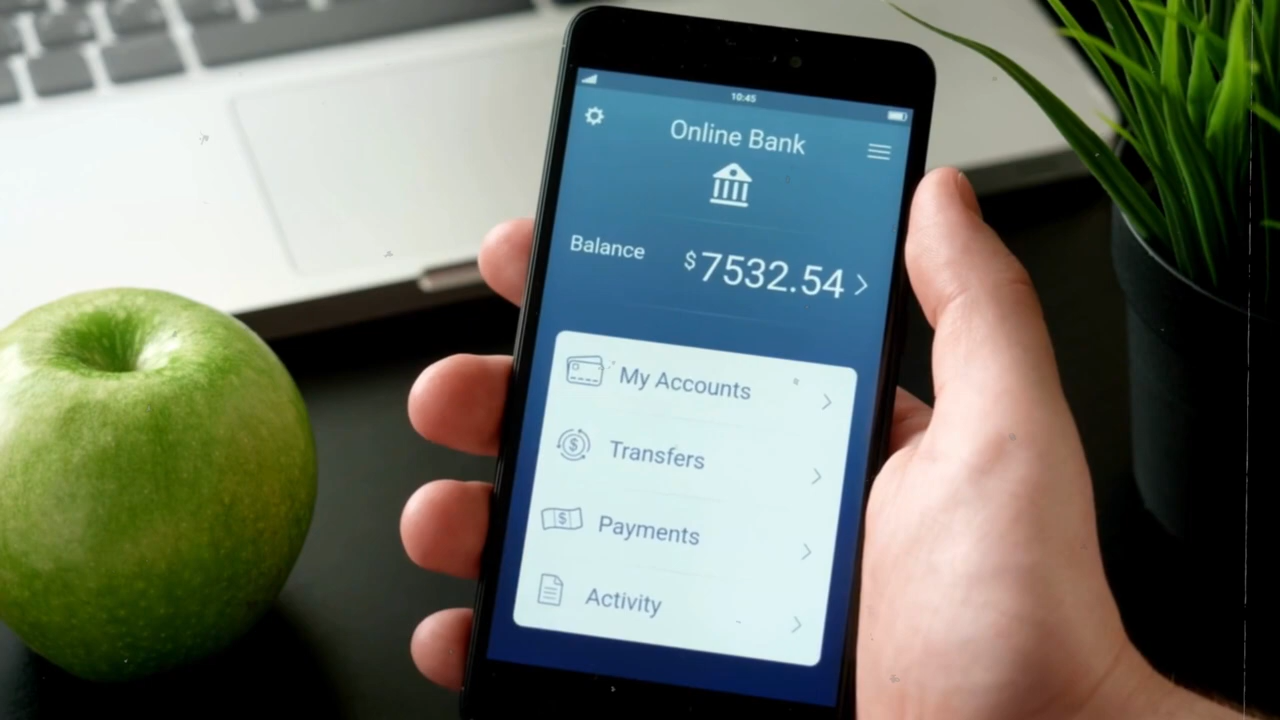 10:45
Online Bank
Balance $7532.54
My Accounts
Transfers
$
Payments
$
Activity